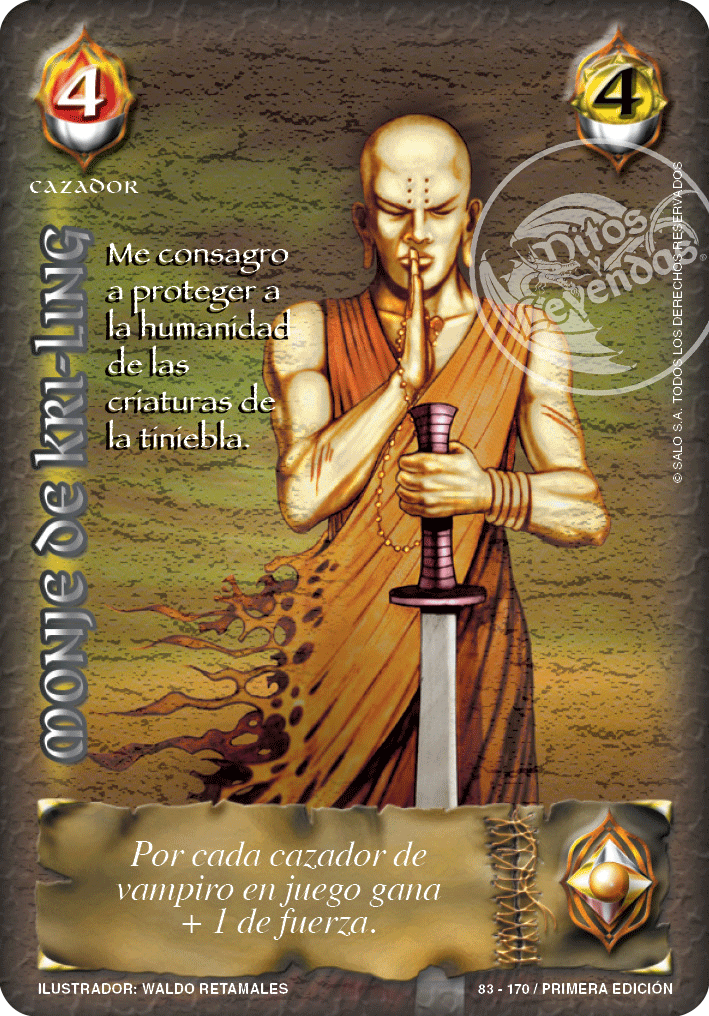 4
4
CAZADOR
MONJE DE KRI-LING
Me consagro
a proteger a
la humanidad
de las
criaturas de
la tiniebla.
Mitos
y
Leyendas
®
© SALO S.A. TODOS LOS DERECHOS RESERVADOS
Por cada cazador de
vampiro en juego gana
+ 1 de fuerza.
ILUSTRADOR: WALDO RETAMALES
83 - 170 / PRIMERA EDICIÓN